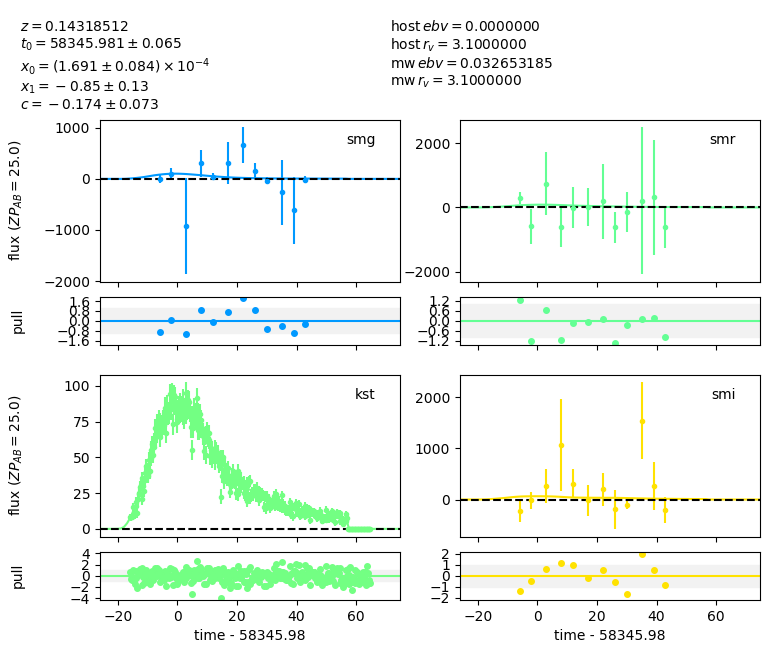 z = 0.14318512
t₀ = 58345.981 ± 0.065
x₀ = (1.691 ± 0.084) × 10⁻⁴
x₁ = −0.85 ± 0.13
c = −0.174 ± 0.073
host ebv = 0.0000000
host r_v = 3.1000000
mw ebv = 0.032653185
mw r_v = 3.1000000
flux (ZP_AB = 25.0)
1000
0
−1000
−2000
smg
2000
0
−2000
smr
pull
1.6
0.8
0.0
−0.8
−1.6
1.2
0.6
0.0
−0.6
−1.2
flux (ZP_AB = 25.0)
100
75
50
25
0
kst
2000
1000
0
smi
pull
4
2
0
−2
−4
2
1
0
−1
−2
−20 0 20 40 60
time - 58345.98
−20 0 20 40 60
time - 58345.98